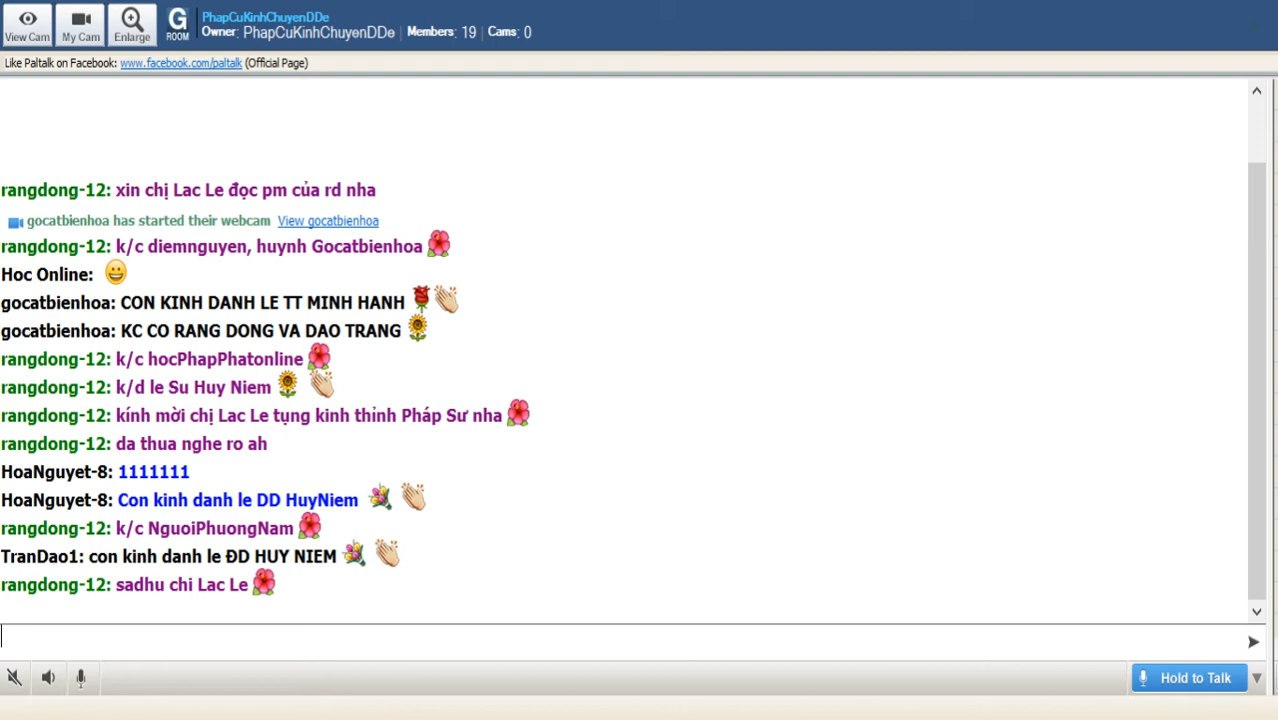 View Cam
My Cam
Enlarge
G
ROOM
PhapCuKinhChuyenDDe
Owner: PhapCuKinhChuyenDDe | Members: 19 | Cams: 0
Like Paltalk on Facebook: www.facebook.com/paltalk (Official Page)
rangdong-12: xin chị Lac Le đọc pm của rd nha
gocatbienhoa has started their webcam View gocatbienhoa
rangdong-12: k/c diemnguyen, huynh Gocatbienhoa
Hoc Online:
gocatbienhoa: CON KINH DANH LE TT MINH HANH
gocatbienhoa: KC CO RANG DONG VA DAO TRANG
rangdong-12: k/c hocPhapPhatonline
rangdong-12: k/d le Su Huy Niem
rangdong-12: kính mời chị Lac Le tụng kinh thỉnh Pháp Sư nha
rangdong-12: da thua nghe ro ah
HoaNguyet-8: 1111111
HoaNguyet-8: Con kinh danh le DD HuyNiem
rangdong-12: k/c NguoiPhuongNam
TranDao1: con kinh danh le ĐD HUY NIEM
rangdong-12: sadhu chi Lac Le
Hold to Talk